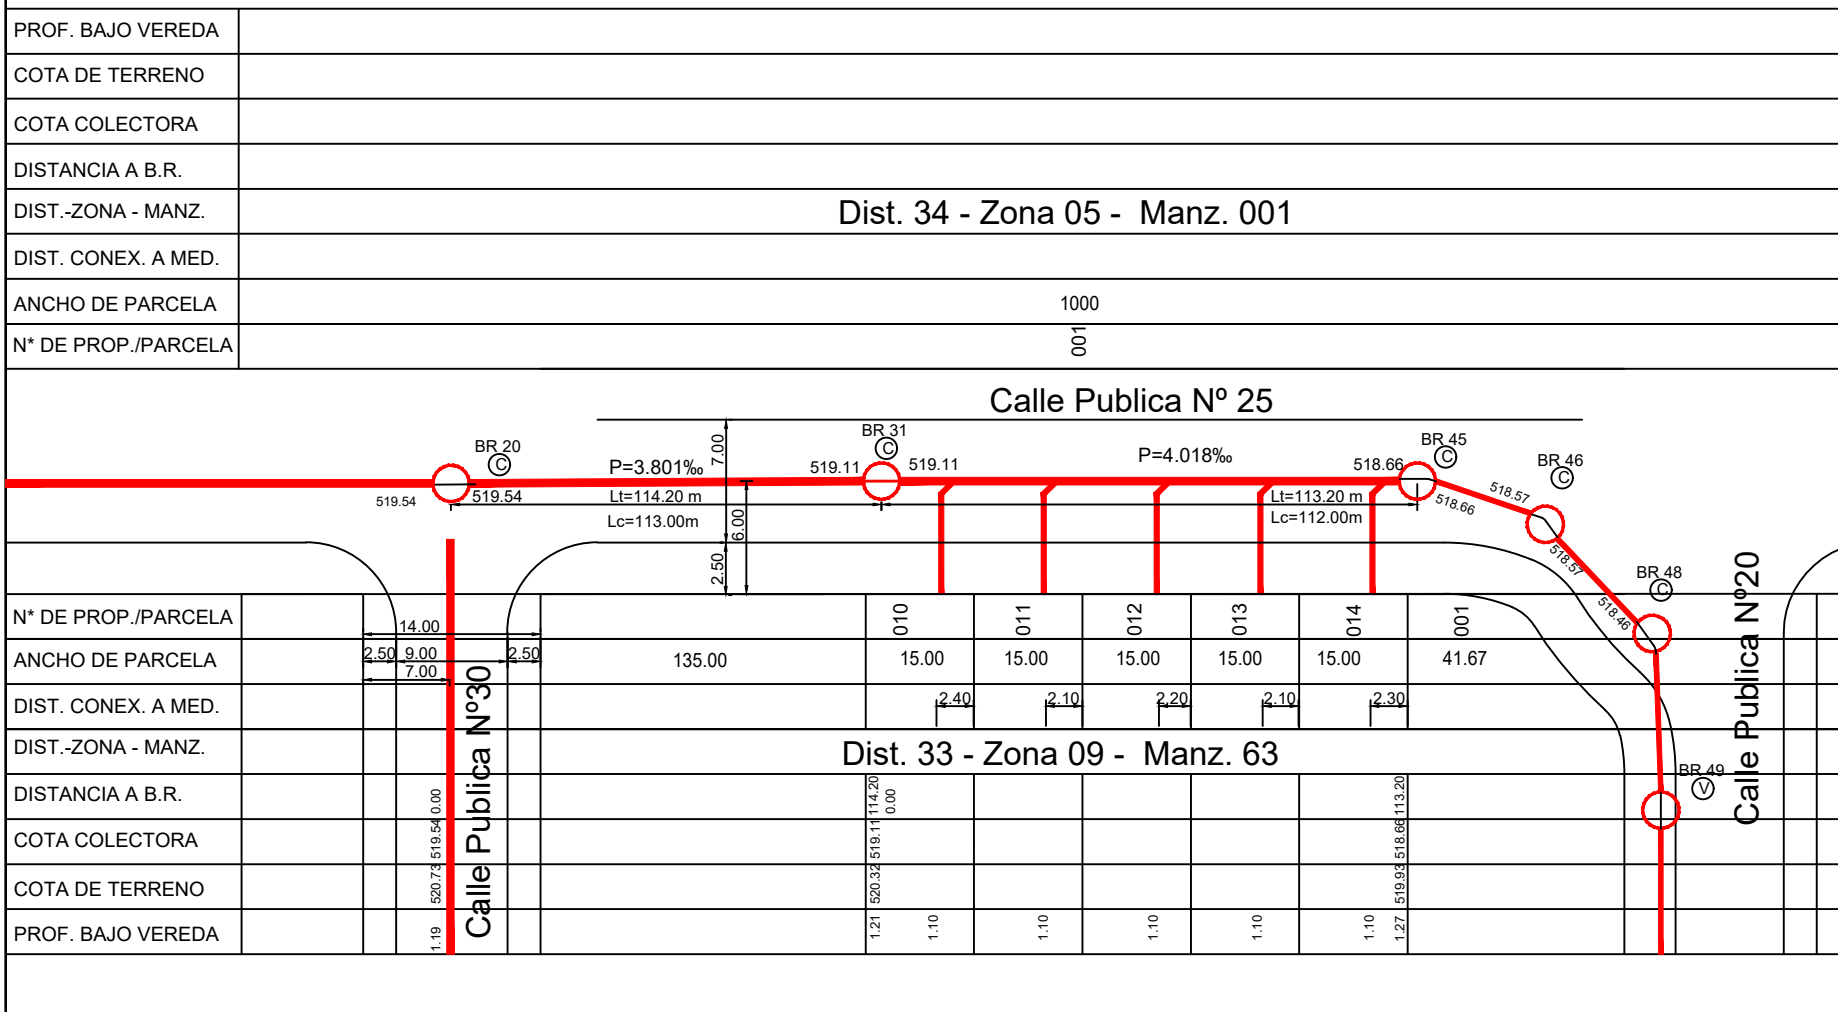 PROF. BAJO VEREDA
COTA DE TERRENO
COTA COLECTORA
DISTANCIA A B.R.
DIST.-ZONA - MANZ.
Dist. 34 - Zona 05 - Manz. 001
DIST. CONEX. A MED.
ANCHO DE PARCELA
1000
N* DE PROP./PARCELA
001
Calle Publica Nº 25
BR 20
C
BR 31
C
BR 45
C
BR 46
C
BR 48
C
BR 49
V
P=3.801‰
7.00
519.11
519.11
P=4.018‰
518.66
519.54
519.54
Lt=114.20 m
Lc=113.00m
6.00
2.50
Lt=113.20 m
Lc=112.00m
518.57
518.66
518.57
518.46
Calle Publica Nº20
N* DE PROP./PARCELA
14.00
010
011
012
013
014
001
ANCHO DE PARCELA
2.50
9.00
2.50
7.00
135.00
15.00
15.00
15.00
15.00
15.00
41.67
DIST. CONEX. A MED.
2.40
2.10
2.20
2.10
2.30
Calle Publica Nº30
DIST.-ZONA - MANZ.
Dist. 33 - Zona 09 - Manz. 63
DISTANCIA A B.R.
0.00
114.20
0.00
113.20
COTA COLECTORA
519.54
519.11
518.66
COTA DE TERRENO
520.73
520.32
519.93
PROF. BAJO VEREDA
1.19
1.21
1.10
1.10
1.10
1.10
1.10
1.27